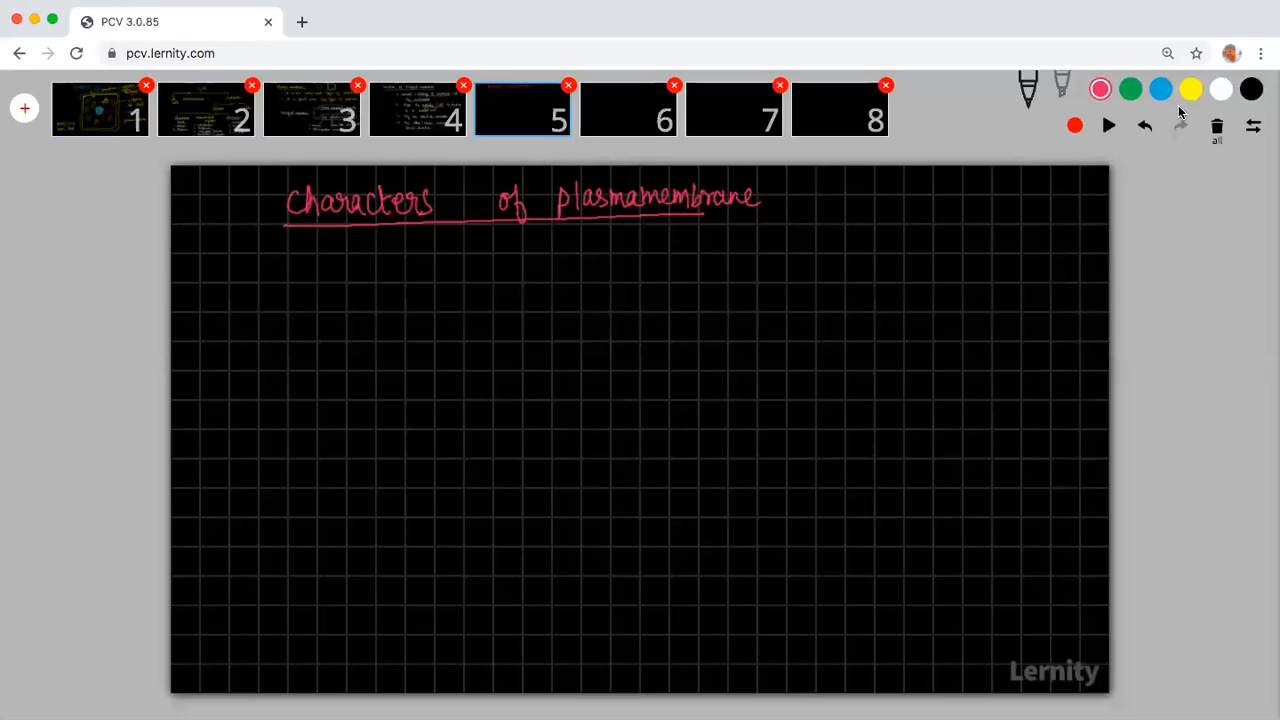 PCV 3.0.85
pcv.lernity.com
1
2
3
4
5
6
7
8
all
characters of plasmamembrane
Lernity